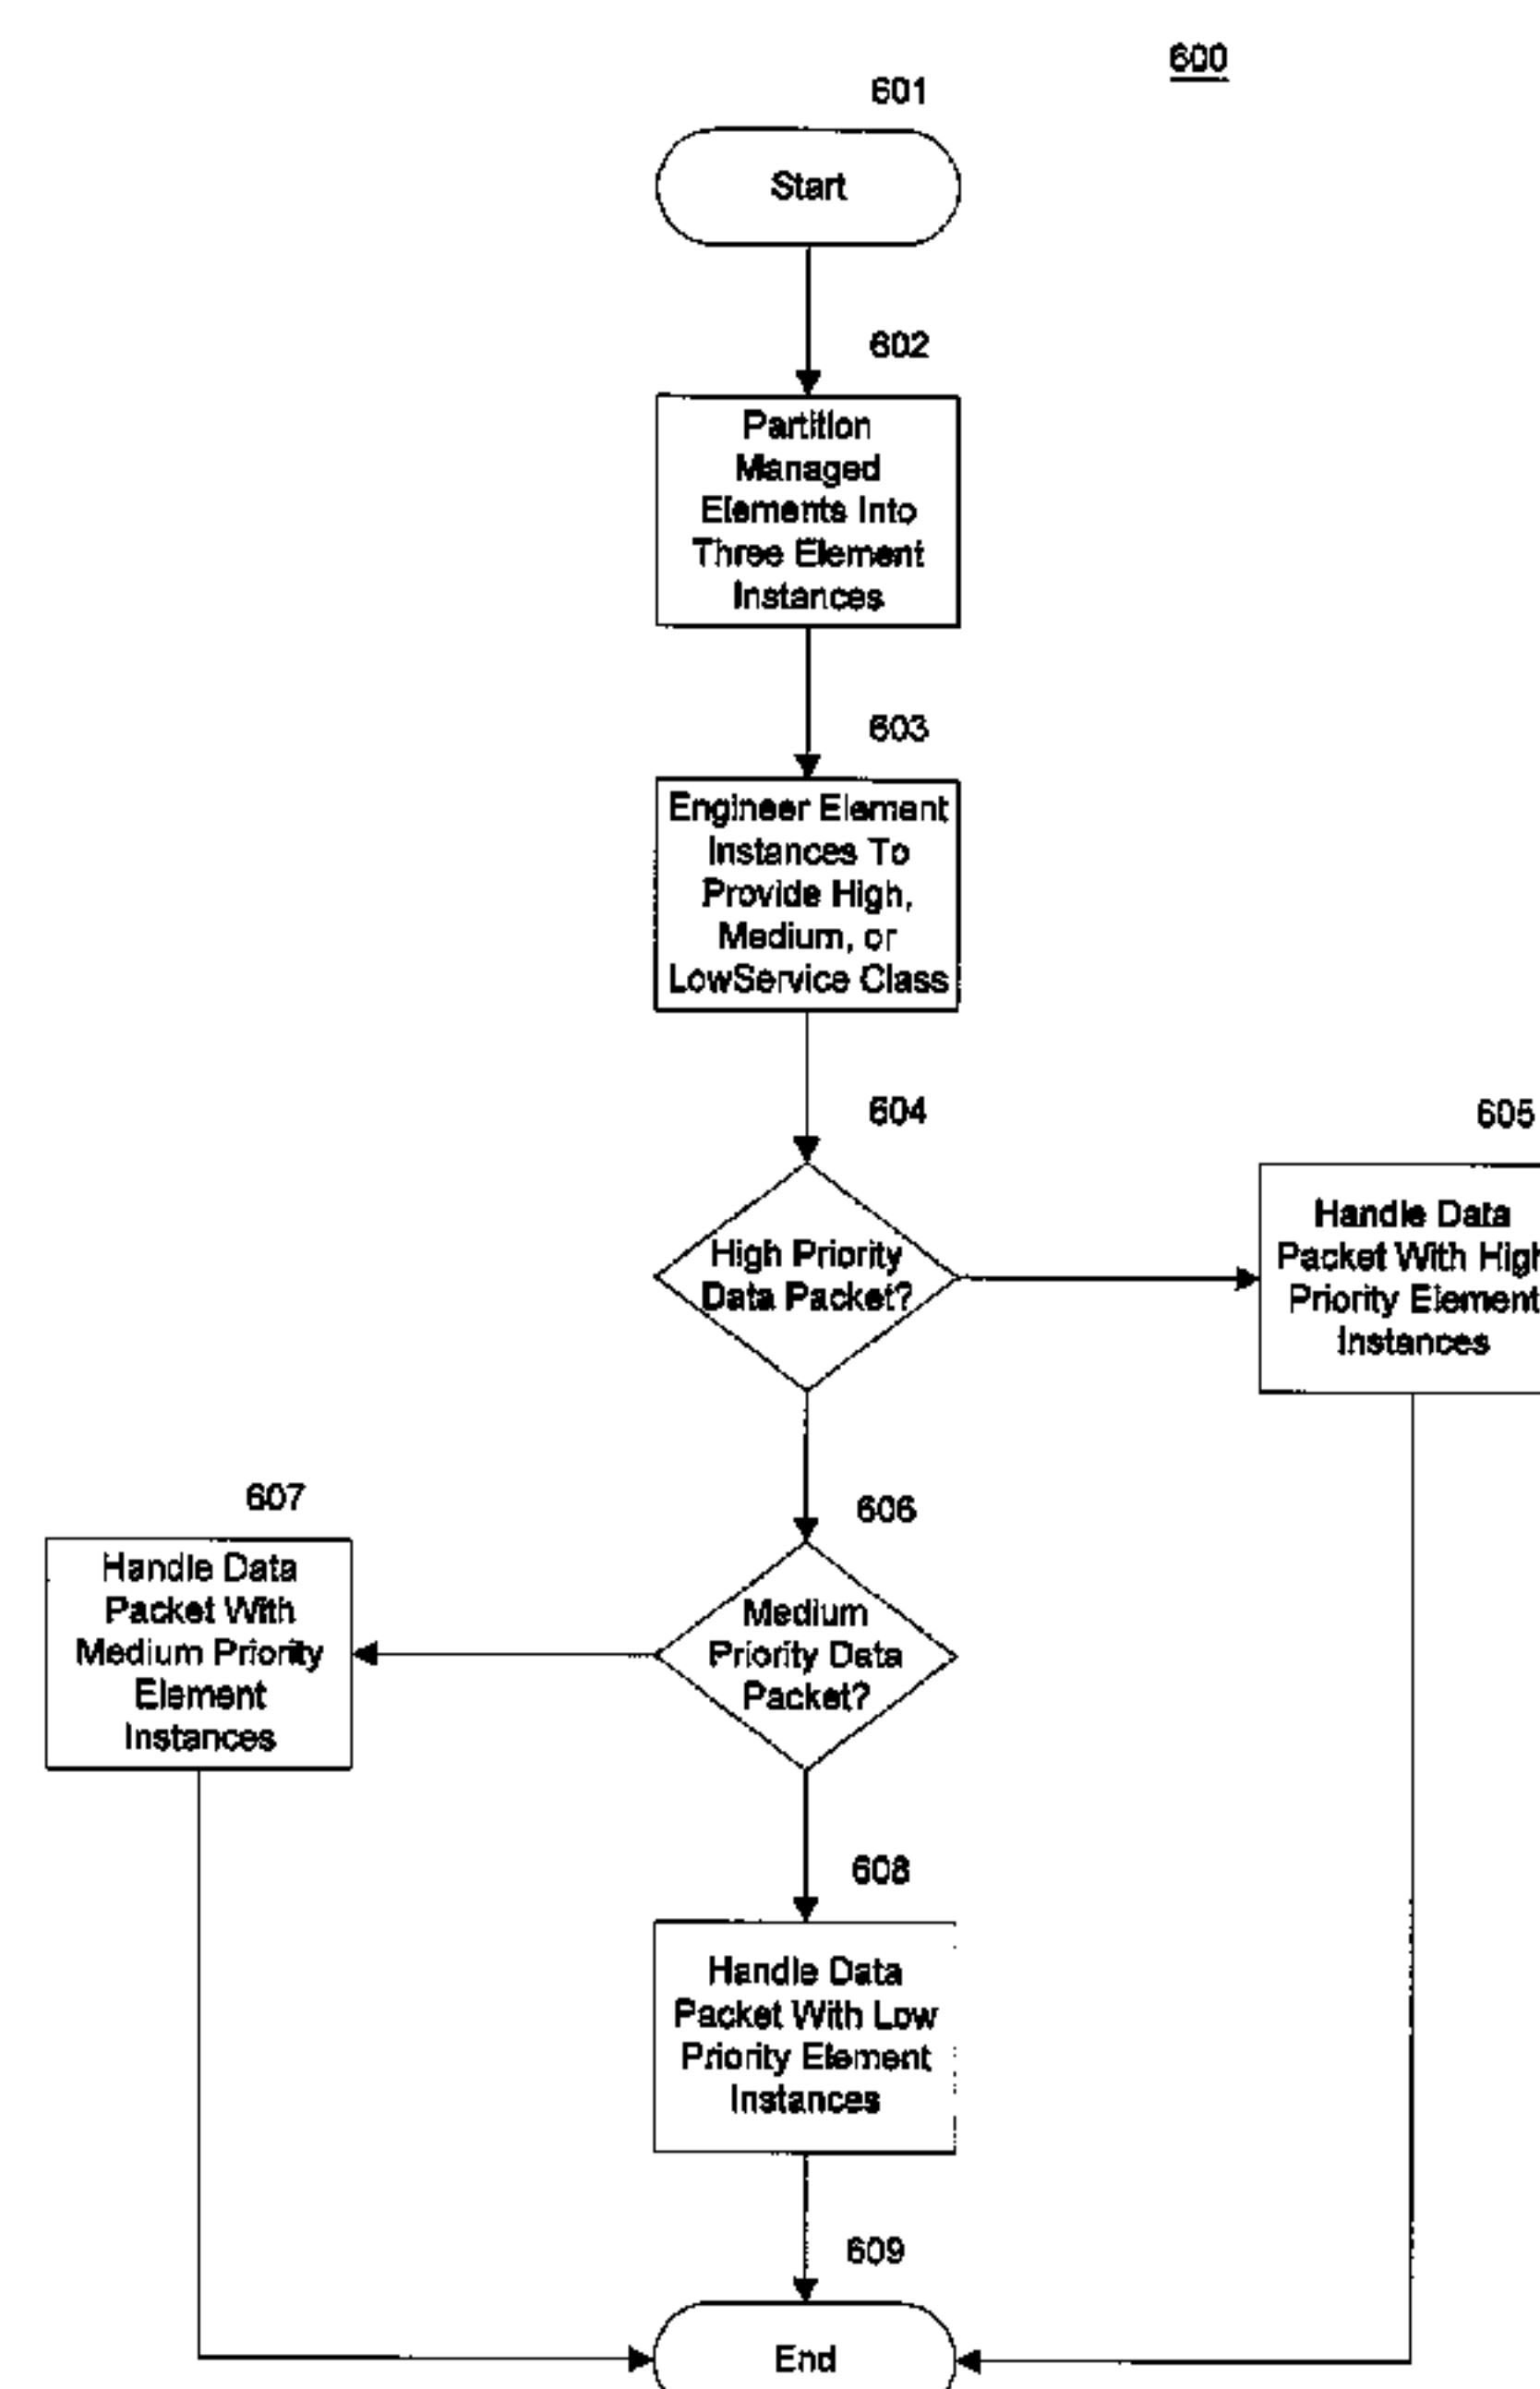 600
601
Start
602
Partition
Managed
Elements Into
Three Element
Instances
603
Engineer Element
Instances To
Provide High,
Medium, or
LowService Class
604
High Priority
Data Packet?
605
Handle Data
Packet With High
Priority Element
Instances
606
Medium
Priority Data
Packet?
607
Handle Data
Packet With
Medium Priority
Element
Instances
608
Handle Data
Packet With Low
Priority Element
Instances
609
End